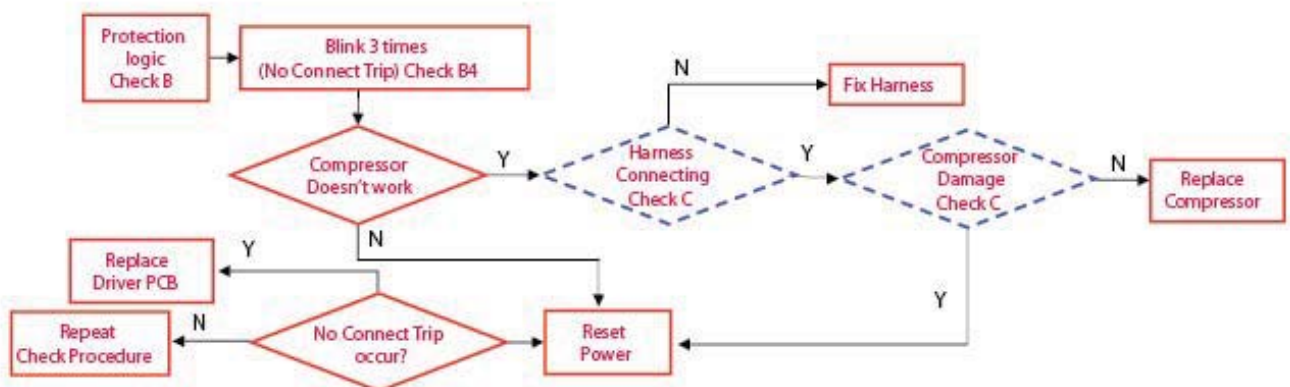 Protection
logic
Check B
Blink 3 times
(No Connect Trip) Check B4
N
Fix Harness
Compressor
Doesn't work
Y
Harness
Connecting
Check C
Y
Compressor
Damage
Check C
N
Replace
Compressor
N
Y
Replace
Driver PCB
Y
Repeat
Check Procedure
N
No Connect Trip
occur?
Reset
Power